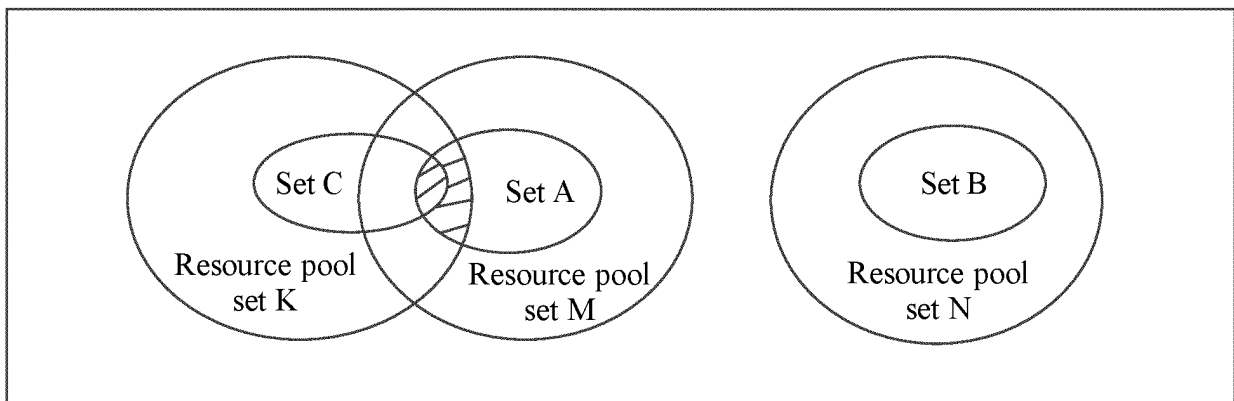 Set C
Set A
Set B
Resource pool
set K
Resource pool
set M
Resource pool
set N